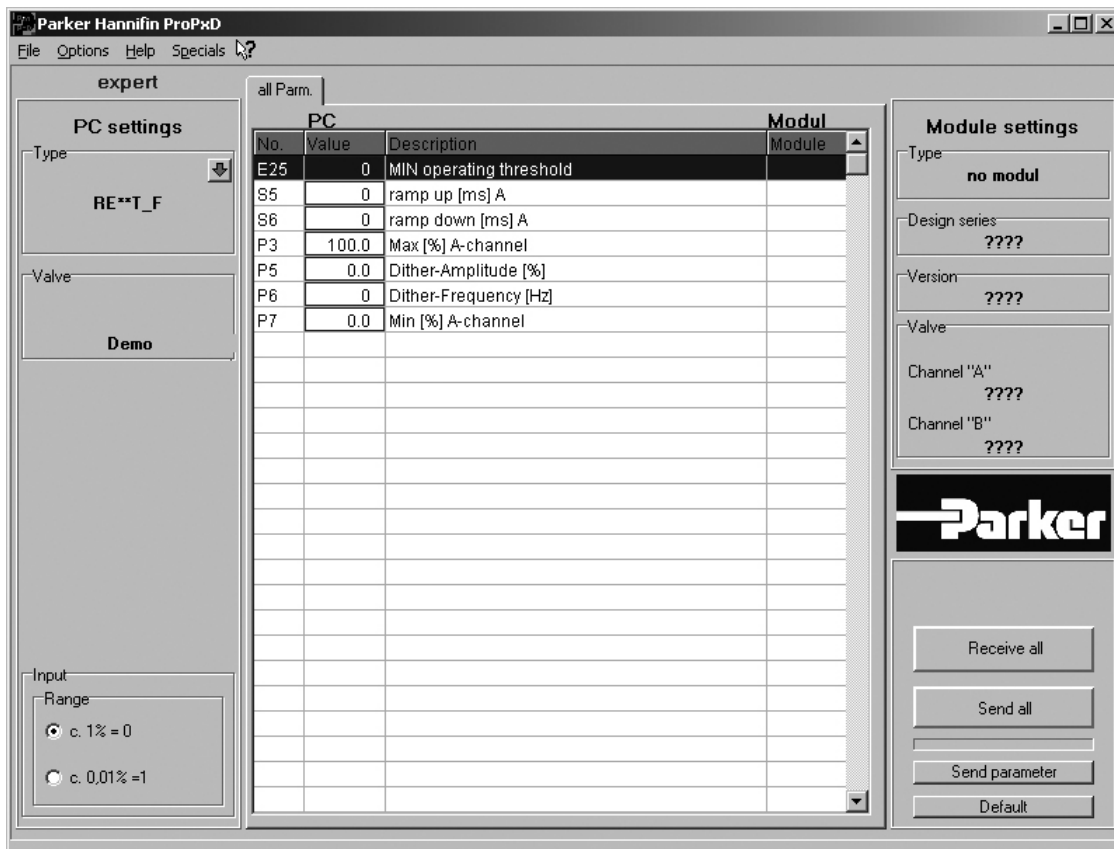 Parker Hannifin ProPxD
File Options Help Specials
expert
PC settings
Type
RE**T_F
Valve
Demo
Input
Range
c. 1% = 0
c. 0,01% =1
all Parm.
PC Modul
No. Value Description Module
E25 0 MIN operating threshold
S5 0 ramp up [ms] A
S6 0 ramp down [ms] A
P3 100.0 Max [%] A-channel
P5 0.0 Dither-Amplitude [%]
P6 0 Dither-Frequency [Hz]
P7 0.0 Min [%] A-channel
Module settings
Type
no modul
Design series
????
Version
????
Valve
Channel "A"
????
Channel "B"
????
Parker
Receive all
Send all
Send parameter
Default